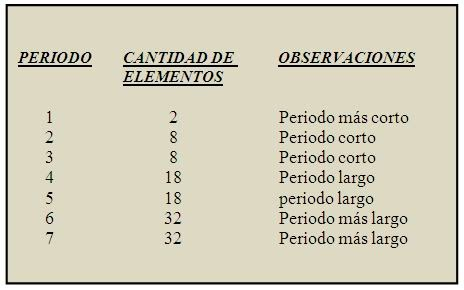 PERIODO CANTIDAD DE OBSERVACIONES
ELEMENTOS
1 2 Periodo más corto
2 8 Periodo corto
3 8 Periodo corto
4 18 Periodo largo
5 18 periodo largo
6 32 Periodo más largo
7 32 Periodo más largo